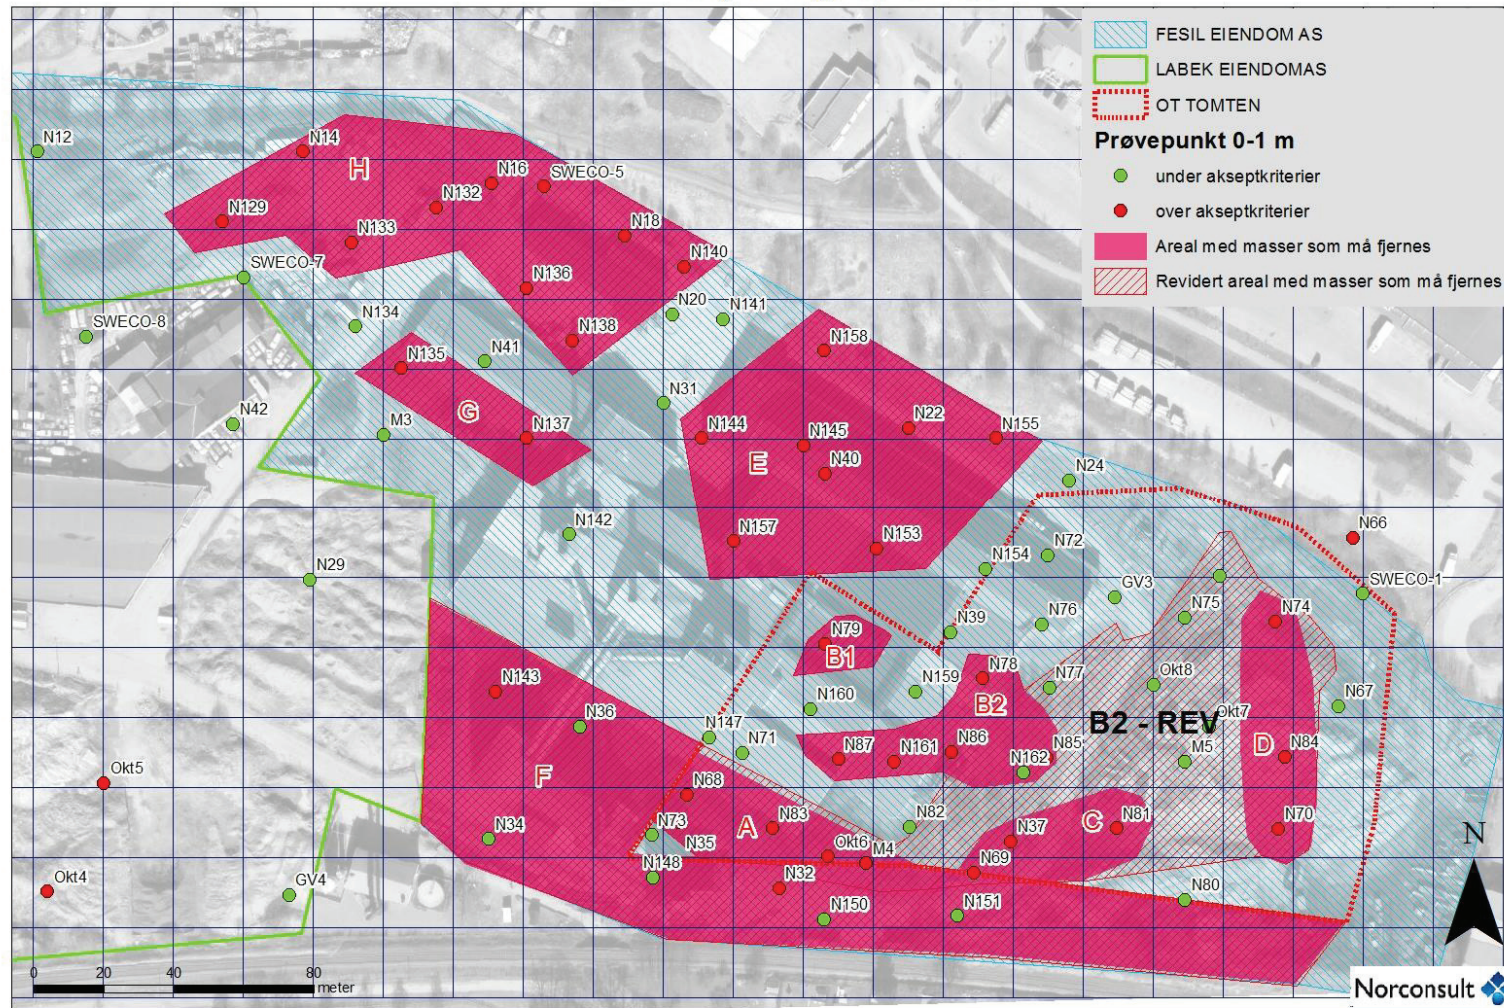 FESIL EIENDOM AS
LABEK EIENDOMAS
OT TOMTEN
Prøvepunkt 0-1 m
under akseptkriterier
over akseptkriterier
Areal med masser som må fjernes
Revidert areal med masser som må fjernes
N12
N14
H
N16
SWECO-5
N132
N129
N133
N18
N140
SWECO-7
N136
N134
N20
N141
SWECO-8
N138
N135
N41
N158
N31
G
N42
M3
N137
N144
N145
N22
N155
E
N40
N24
N142
N157
N153
N66
N29
N154
N72
SWECO-1
GV3
N75
N74
N39
N76
N79
B1
N143
N159
N78
N77
Okt8
N67
B2
N160
N36
B2 - REV
Okt7
N147
N71
N87
N161
N86
N162
N85
M5
D
N84
Okt5
F
N68
A
N83
N82
N37
C
N81
N70
N34
N73
N35
Okt6
M4
N69
N148
N32
N
Okt4
GV4
N150
N151
N80
0 20 40 80
meter
Norconsult